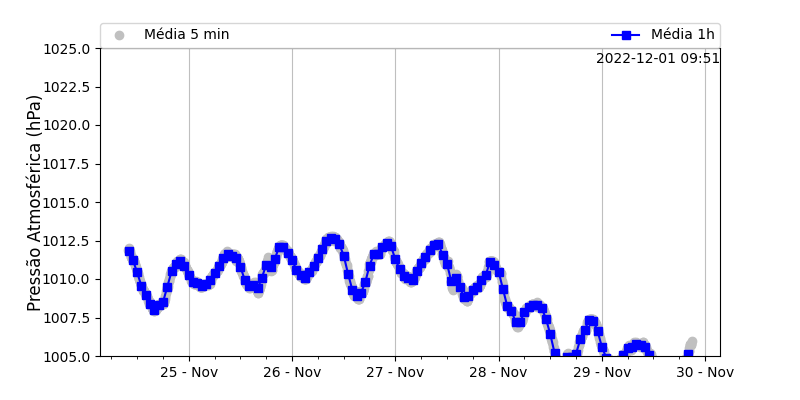 Média 5 min
Média 1h
2022-12-01 09:51
Pressão Atmosférica (hPa)
1025.0
1022.5
1020.0
1017.5
1015.0
1012.5
1010.0
1007.5
1005.0
25 - Nov
26 - Nov
27 - Nov
28 - Nov
29 - Nov
30 - Nov